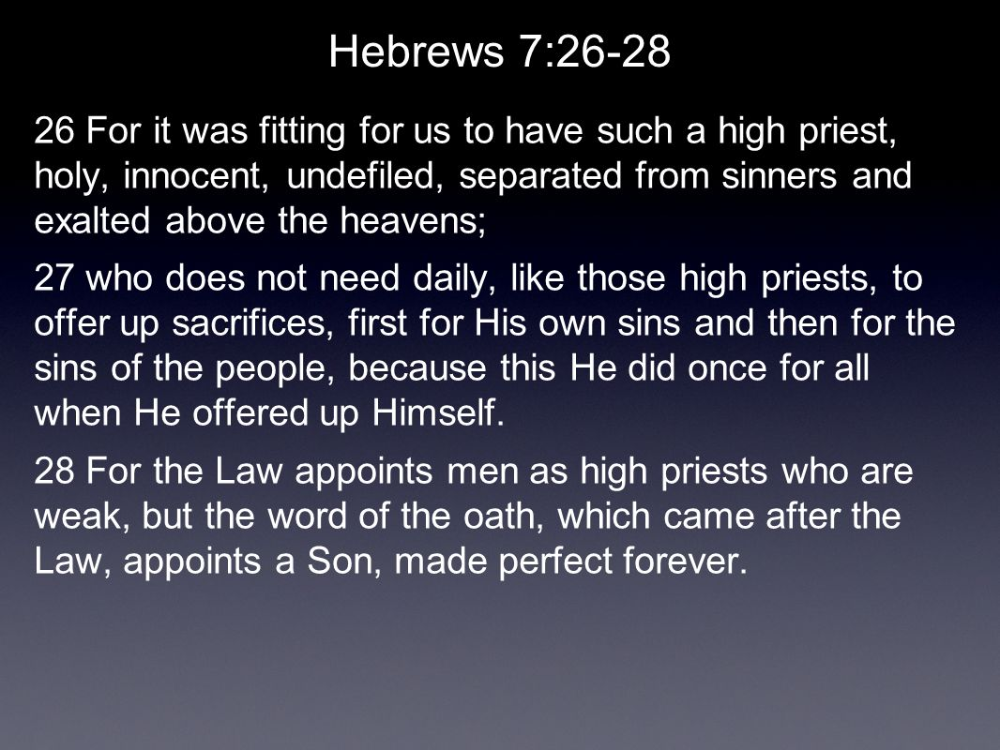 Hebrews 7:26-28
26 For it was fitting for us to have such a high priest,
holy, innocent, undefiled, separated from sinners and
exalted above the heavens;
27 who does not need daily, like those high priests, to
offer up sacrifices, first for His own sins and then for the
sins of the people, because this He did once for all
when He offered up Himself.
28 For the Law appoints men as high priests who are
weak, but the word of the oath, which came after the
Law, appoints a Son, made perfect forever.